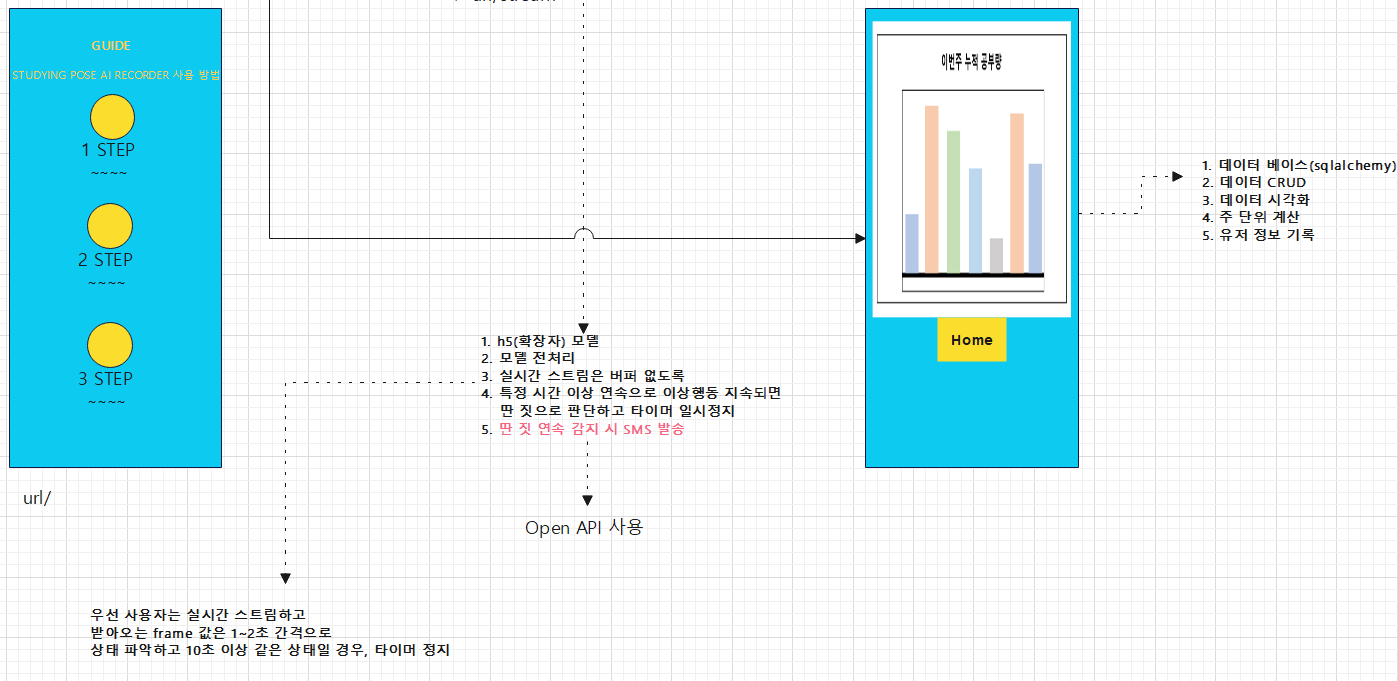 GUIDE
STUDYING POSE AI RECORDER 사용 방법
1 STEP
~~~~
2 STEP
~~~~
3 STEP
~~~~
url/
이번주 누적 공부량
Home
1. 데이터 베이스(sqlalchemy)
2. 데이터 CRUD
3. 데이터 시각화
4. 주 단위 계산
5. 유저 정보 기록
1. h5(확장자) 모델
2. 모델 전처리
3. 실시간 스트림은 버퍼 없도록
4. 특정 시간 이상 연속으로 이상행동 지속되면
딴 짓으로 판단하고 타이머 일시정지
5. 딴 짓 연속 감지 시 SMS 발송
Open API 사용
우선 사용자는 실시간 스트림하고
받아오는 frame 값은 1~2초 간격으로
상태 파악하고 10초 이상 같은 상태일 경우, 타이머 정지